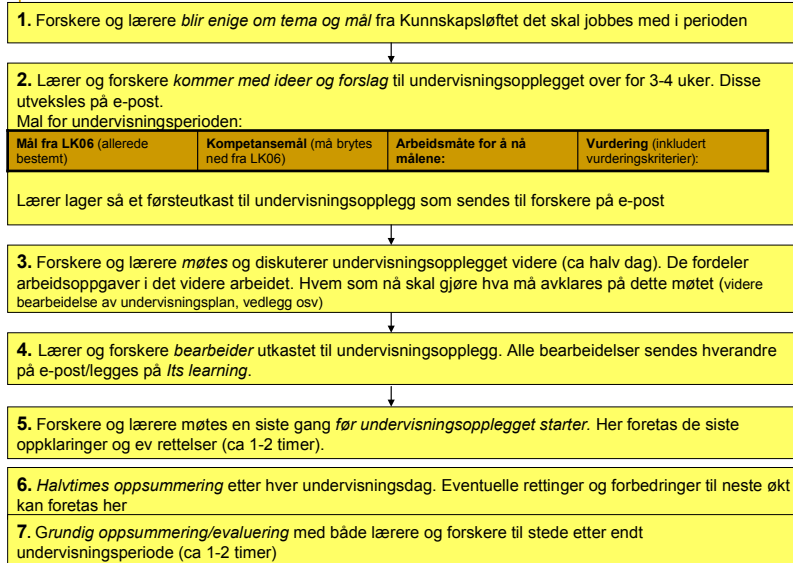 1. Forskere og lærere blir enige om tema og mål fra Kunnskapsløftet det skal jobbes med i perioden
2. Lærer og forskere kommer med ideer og forslag til undervisningsopplegget over for 3-4 uker. Disse
utveksles på e-post.
Mal for undervisningsperioden:
Mål fra LK06 (allerede bestemt)
Kompetansemål (må brytes ned fra LK06)
Arbeidsmåte for å nå målene:
Vurdering (inkludert vurderingskriterier):
Lærer lager så et førsteutkast til undervisningsopplegg som sendes til forskere på e-post
3. Forskere og lærere møtes og diskuterer undervisningsopplegget videre (ca halv dag). De fordeler
arbeidsoppgaver i det videre arbeidet. Hvem som nå skal gjøre hva må avklares på dette møtet (videre
bearbeidelse av undervisningsplan, vedlegg osv)
4. Lærer og forskere bearbeider utkastet til undervisningsopplegg. Alle bearbeidelser sendes hverandre
på e-post/legges på Its learning.
5. Forskere og lærere møtes en siste gang før undervisningsopplegget starter. Her foretas de siste
oppklaringer og ev rettelser (ca 1-2 timer).
6. Halvtimes oppsummering etter hver undervisningsdag. Eventuelle rettinger og forbedringer til neste økt
kan foretas her
7. Grundig oppsummering/evaluering med både lærere og forskere til stede etter endt
undervisningsperiode (ca 1-2 timer)